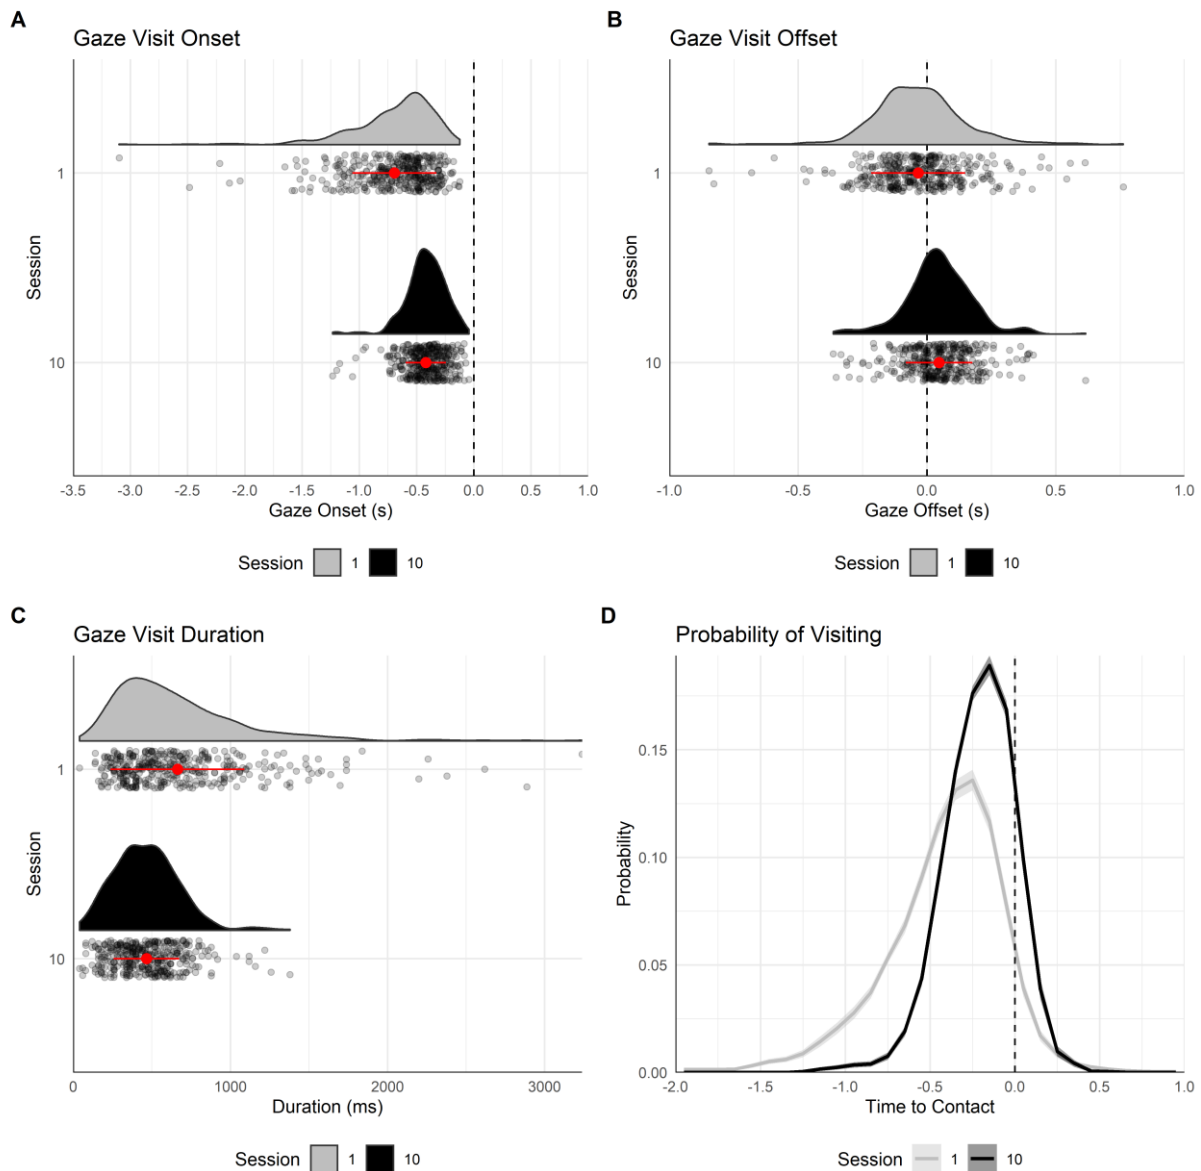 A
Gaze Visit Onset
Session
1
10
-3.5 -3.0 -2.5 -2.0 -1.5 -1.0 -0.5 0.0 0.5 1.0
Gaze Onset (s)
Session 1 10
B
Gaze Visit Offset
Session
1
10
-1.0 -0.5 0.0 0.5 1.0
Gaze Offset (s)
Session 1 10
C
Gaze Visit Duration
Session
1
10
0 1000 2000 3000
Duration (ms)
Session 1 10
D
Probability of Visiting
Probability
0.15
0.10
0.05
0.00
-2.0 -1.5 -1.0 -0.5 0.0 0.5 1.0
Time to Contact
Session 1 10